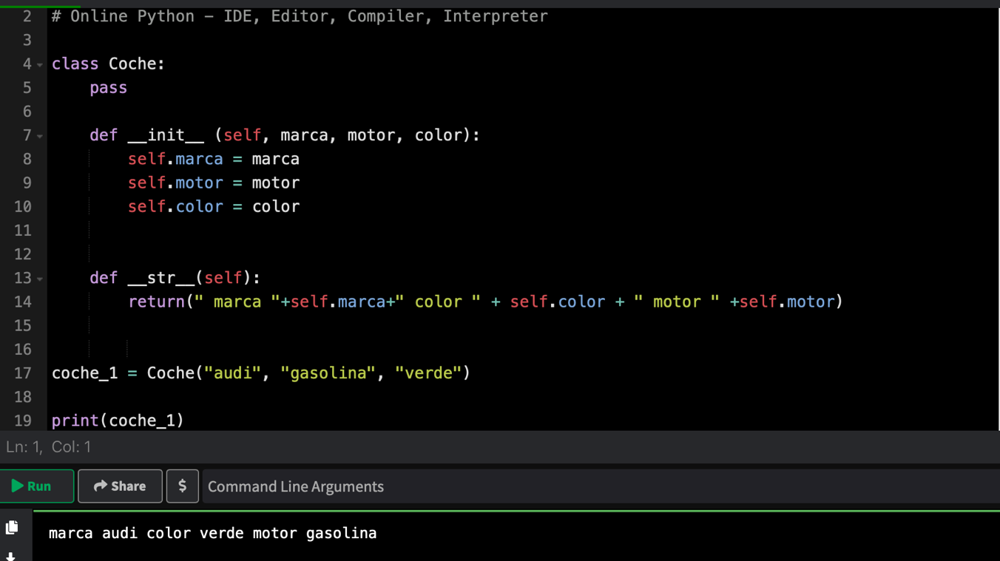 2 # Online Python - IDE, Editor, Compiler, Interpreter
3
4 class Coche:
5     pass
6
7     def __init__ (self, marca, motor, color):
8         self.marca = marca
9         self.motor = motor
10         self.color = color
11
12
13     def __str__(self):
14         return(" marca "+self.marca+" color " + self.color + " motor " +self.motor)
15
16
17 coche_1 = Coche("audi", "gasolina", "verde")
18
19 print(coche_1)
Ln: 1, Col: 1
Run Share $ Command Line Arguments
marca audi color verde motor gasolina